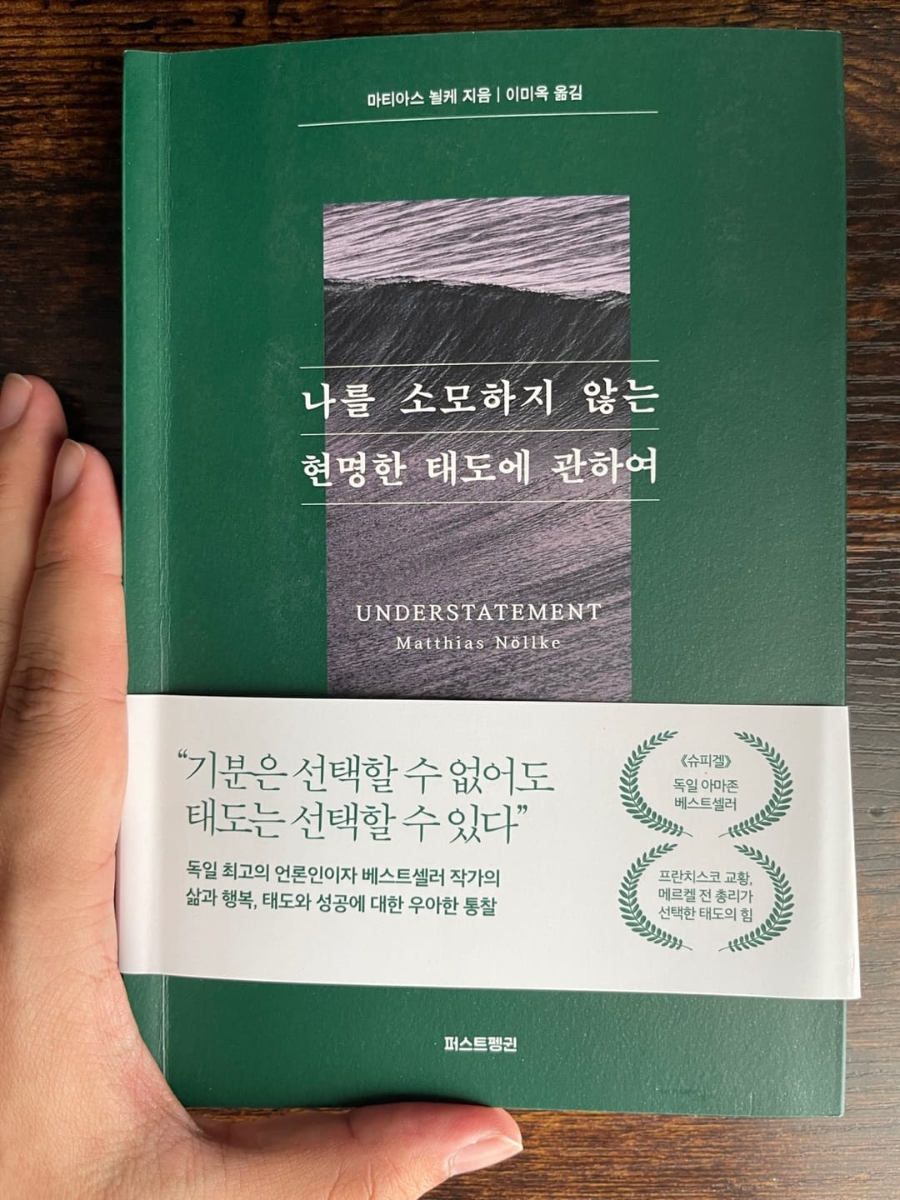 마티아스 뇔케 지음 | 이미옥 옮김
나를 소모하지 않는
현명한 태도에 관하여
UNDERSTATEMENT
Matthias Nöllke
“기분은 선택할 수 없어도
태도는 선택할 수 있다”
독일 최고의 언론인이자 베스트셀러 작가의
삶과 행복, 태도와 성공에 대한 우아한 통찰
《슈피겔》
독일 아마존
베스트셀러
프란치스코 교황,
메르켈 전 총리가
선택한 태도의 힘
퍼스트펭귄